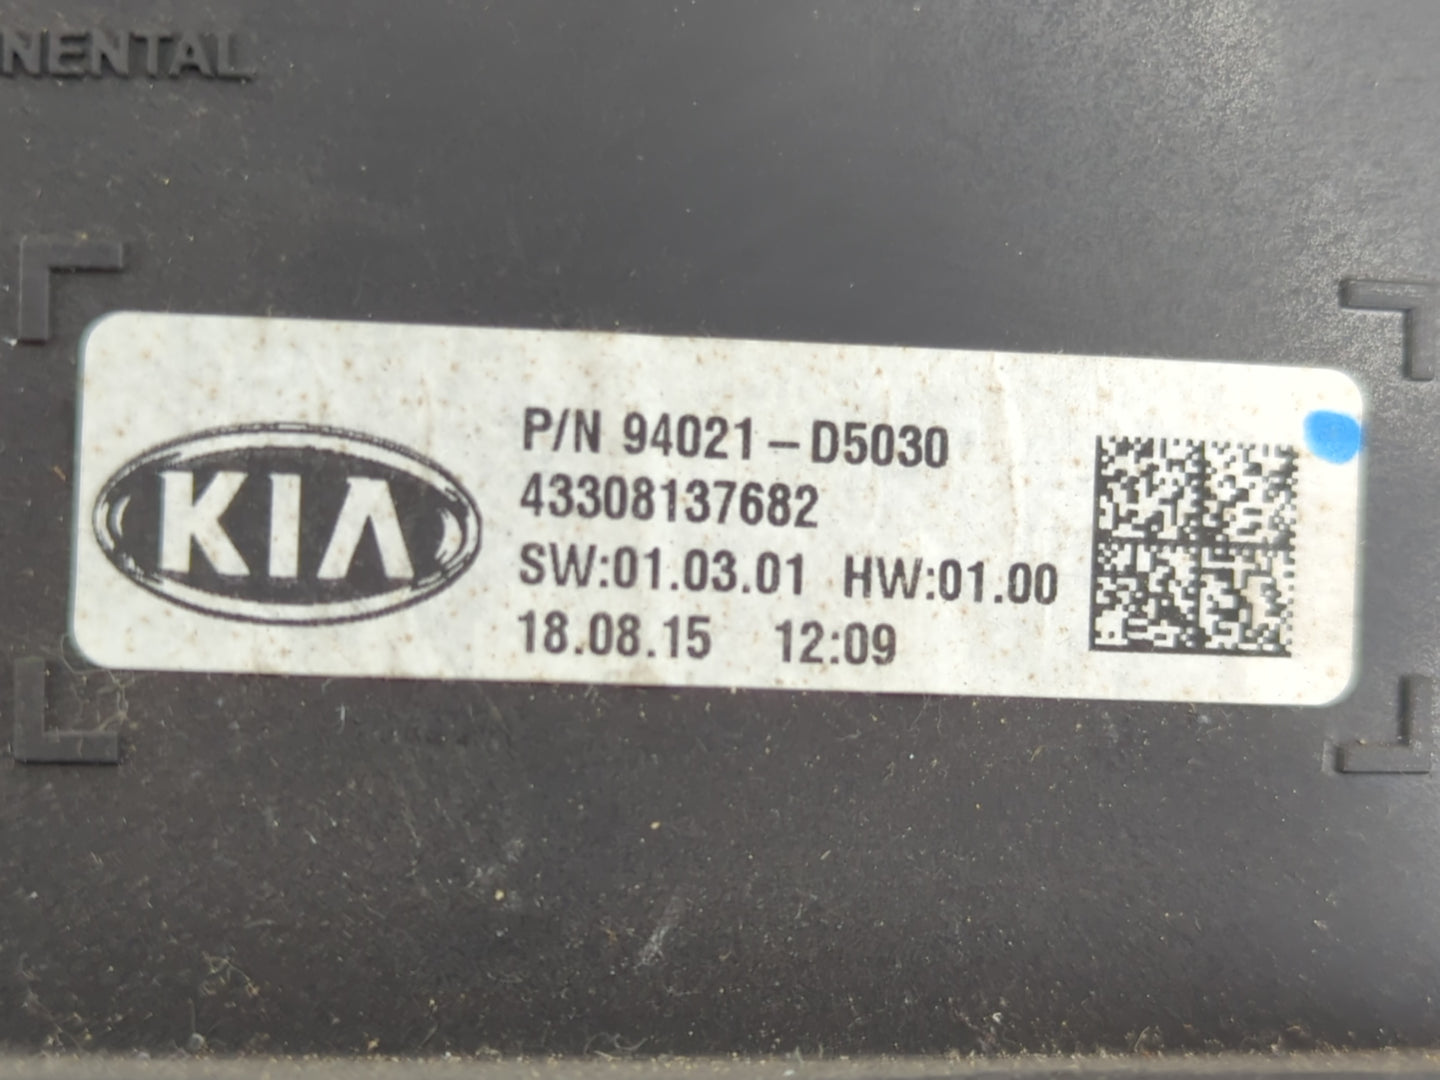 NENTAL
KIA
P/N 94021-D5030
43308137682
SW:01.03.01 HW:01.00
18.08.15 12:09